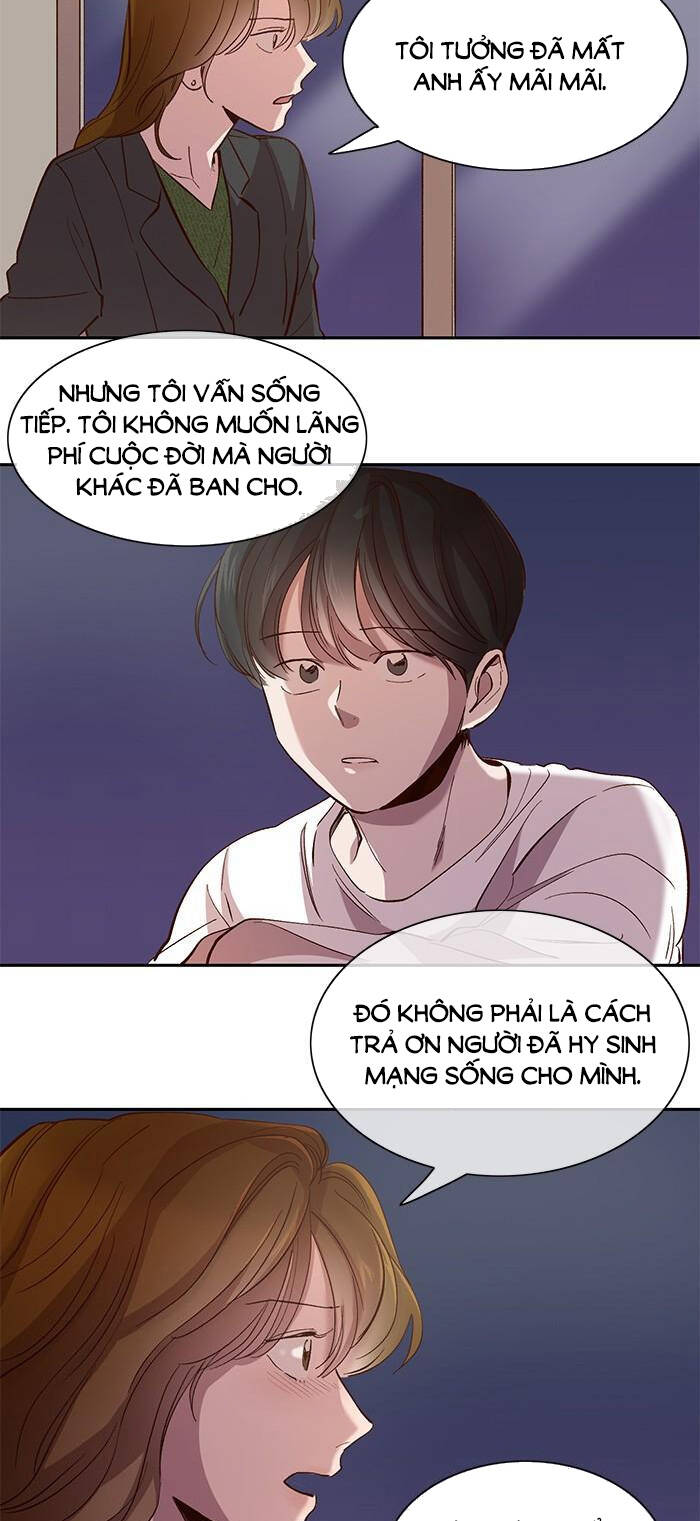 TÔI TƯỞNG ĐÃ MẤT
ANH ẤY MÃI MÃI.
NHƯNG TÔI VẪN SỐNG
TIẾP. TÔI KHÔNG MUỐN LÃNG
PHÍ CUỘC ĐỜI MÀ NGƯỜI
KHÁC ĐÃ BAN CHO.
ĐÓ KHÔNG PHẢI LÀ CÁCH
TRẢ ƠN NGƯỜI ĐÃ HY SINH
MẠNG SỐNG CHO MÌNH.